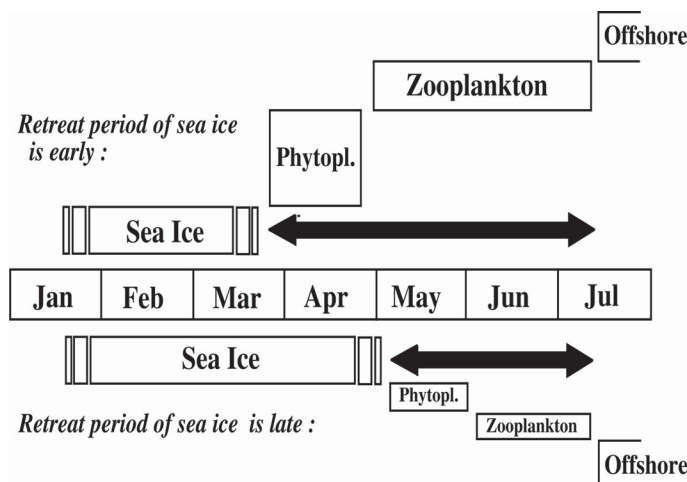 Offshore
Zooplankton
Retreat period of sea ice
is early :
Phytopl.
Sea Ice
Jan Feb Mar Apr May Jun Jul
Sea Ice
Phytopl.
Retreat period of sea ice is late :
Zooplankton
Offshore